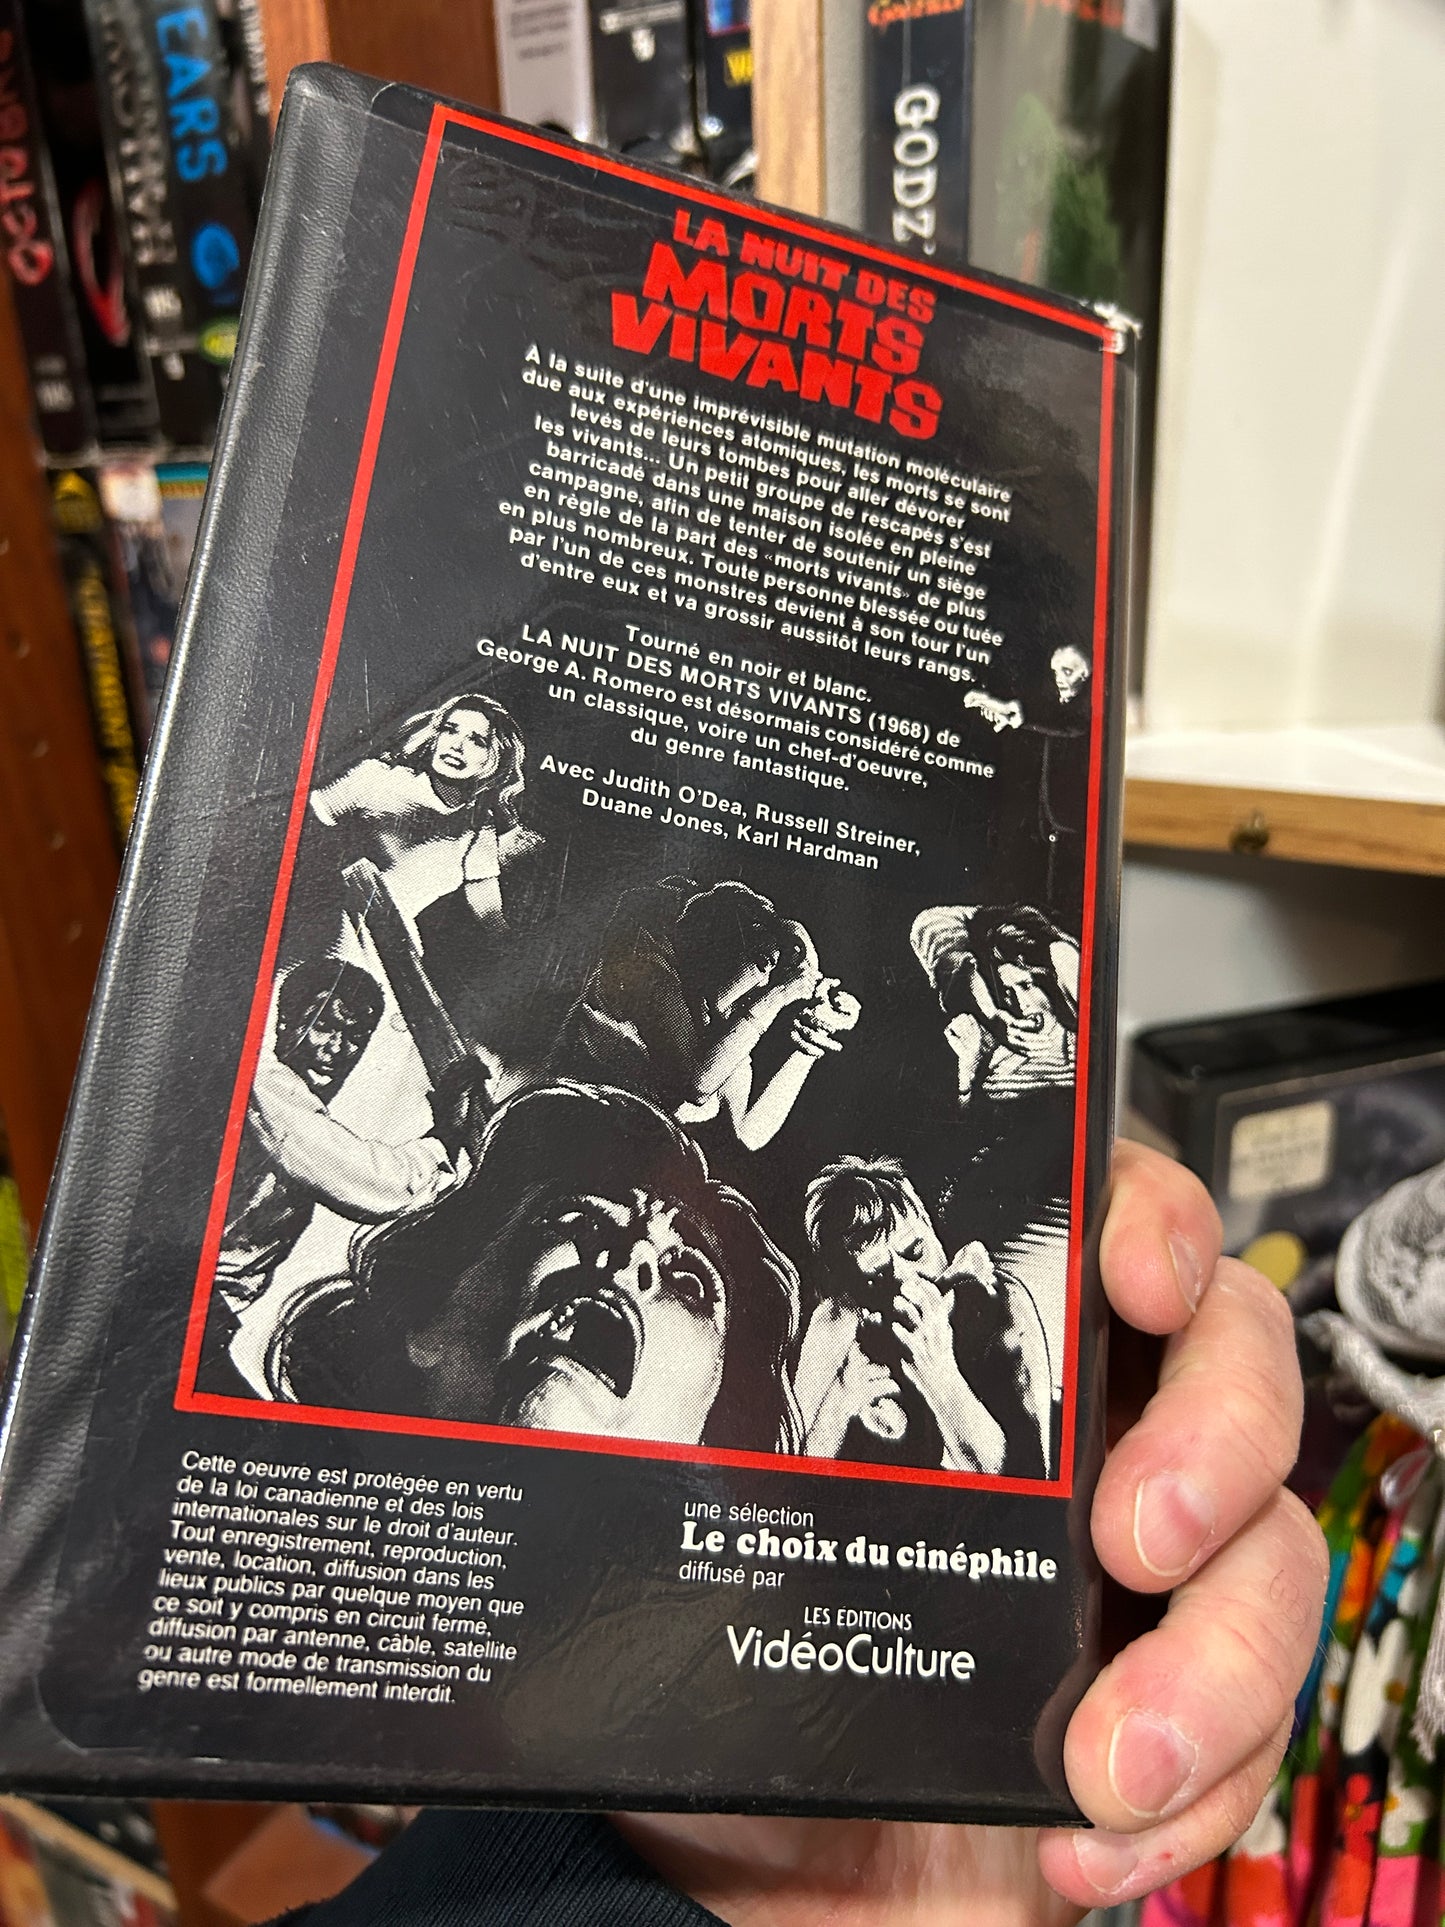 LA NUIT DES
MORTS
VIVANTS
A la suite d'une imprévisible mutation moléculaire
due aux expériences atomiques, les morts se sont
levés de leurs tombes pour aller dévorer
les vivants... Un petit groupe de rescapés s'est
barricadé dans une maison isolée en pleine
campagne, afin de tenter de soutenir un siège
en règle de la part des «morts vivants» de plus
en plus nombreux. Toute personne blessée ou tuée
par l'un de ces monstres devient à son tour l'un
d'entre eux et va grossir aussitôt leurs rangs.
Tourné en noir et blanc.
LA NUIT DES MORTS VIVANTS (1968) de
George A. Romero est désormais considéré comme
un classique, voire un chef-d'oeuvre,
du genre fantastique.
Avec Judith O'Dea, Russell Streiner,
Duane Jones, Karl Hardman
Cette oeuvre est protégée en vertu
de la loi canadienne et des lois
internationales sur le droit d'auteur.
Tout enregistrement, reproduction,
vente, location, diffusion dans les
lieux publics par quelque moyen que
ce soit y compris en circuit fermé,
diffusion par antenne, câble, satellite
ou autre mode de transmission du
genre est formellement interdit.
une sélection
Le choix du cinéphile
diffusé par
LES ÉDITIONS
VidéoCulture
EARS
GODZ
VHS